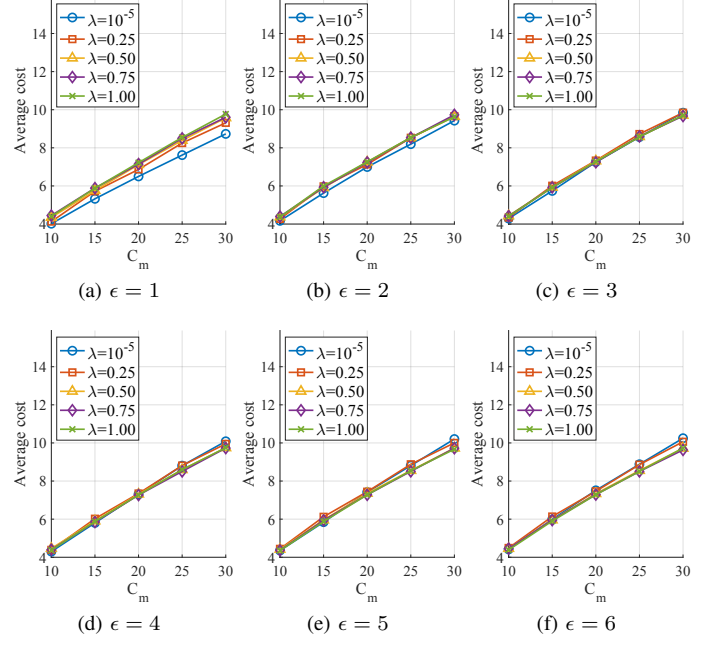 14
12
10
8
6
4
Average cost
λ=10⁻⁵
λ=0.25
λ=0.50
λ=0.75
λ=1.00
10 15 20 25 30
C_m
(a) ϵ = 1
14
12
10
8
6
4
Average cost
λ=10⁻⁵
λ=0.25
λ=0.50
λ=0.75
λ=1.00
10 15 20 25 30
C_m
(b) ϵ = 2
14
12
10
8
6
4
Average cost
λ=10⁻⁵
λ=0.25
λ=0.50
λ=0.75
λ=1.00
10 15 20 25 30
C_m
(c) ϵ = 3
14
12
10
8
6
4
Average cost
λ=10⁻⁵
λ=0.25
λ=0.50
λ=0.75
λ=1.00
10 15 20 25 30
C_m
(d) ϵ = 4
14
12
10
8
6
4
Average cost
λ=10⁻⁵
λ=0.25
λ=0.50
λ=0.75
λ=1.00
10 15 20 25 30
C_m
(e) ϵ = 5
14
12
10
8
6
4
Average cost
λ=10⁻⁵
λ=0.25
λ=0.50
λ=0.75
λ=1.00
10 15 20 25 30
C_m
(f) ϵ = 6